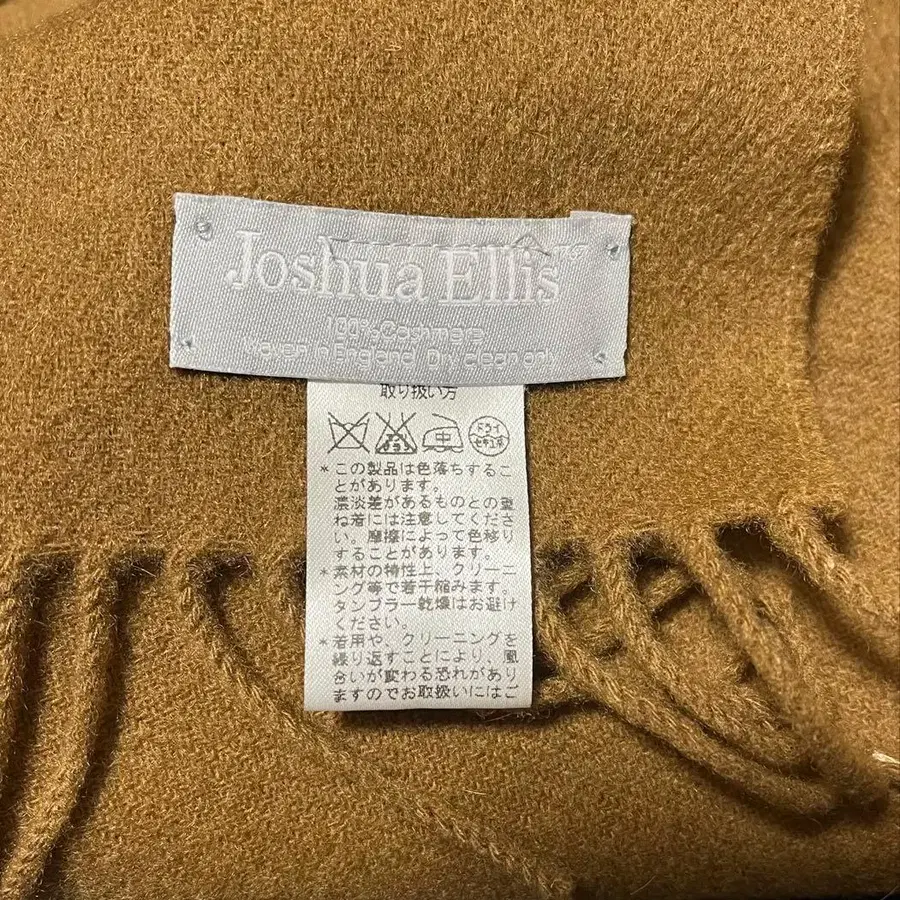 Joshua Ellis
100% Cashmere
Woven in England Dry clean only
取り扱い方
ドライ
セキユ系
*この製品は色落ちするこ
とがあります。
濃淡差があるものとの重
ね着には注意してくださ
い。摩擦によって色移り
することがあります。
*素材の特性上、クリーニ
ング等で若干縮みます。
タンブラー乾燥はお避け
ください。
*着用や、クリーニングを
繰り返すことにより、風
合いが変わる恐れがあり
ますのでお取扱いにはご